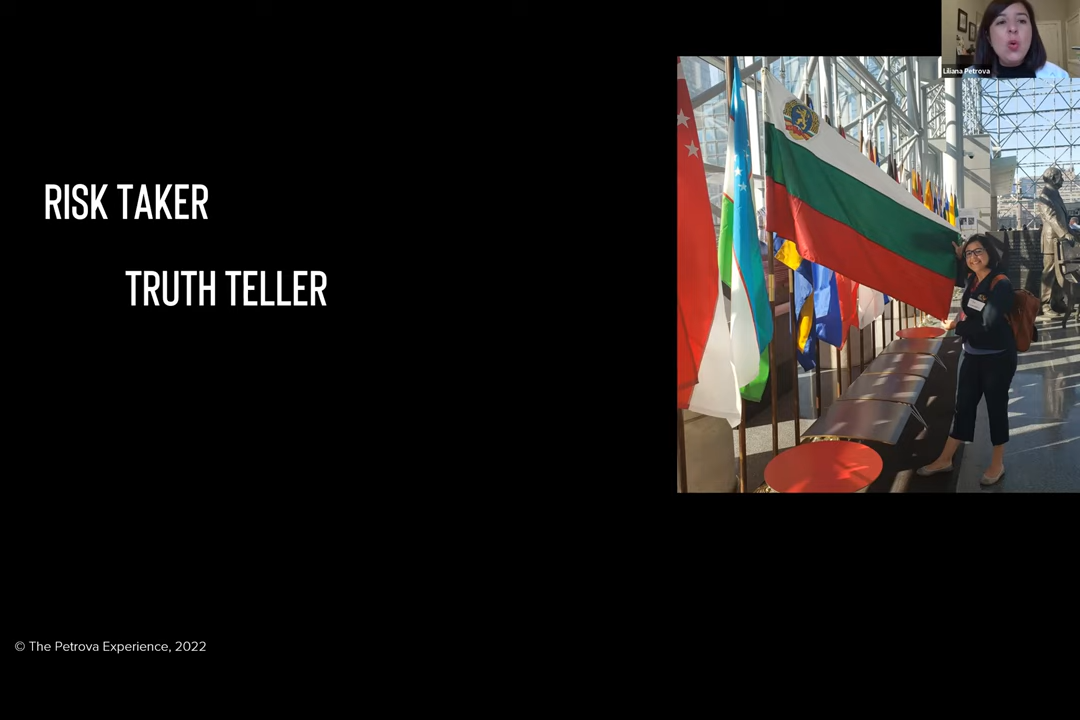 Liliana Petrova
RISK TAKER
TRUTH TELLER
© The Petrova Experience, 2022